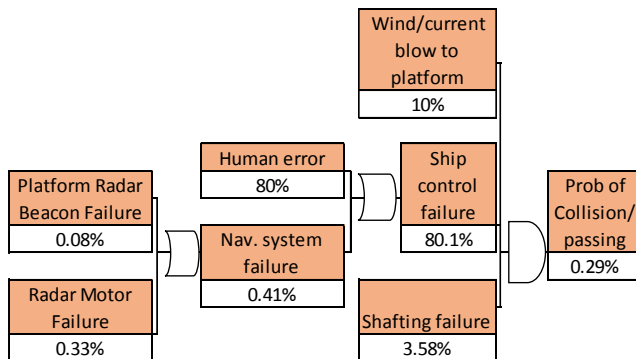 Wind/current
blow to
platform
10%
Human error
80%
Ship
control
failure
80.1%
Platform Radar
Beacon Failure
0.08%
Nav. system
failure
0.41%
Prob of
Collision/
passing
0.29%
Radar Motor
Failure
0.33%
Shafting failure
3.58%